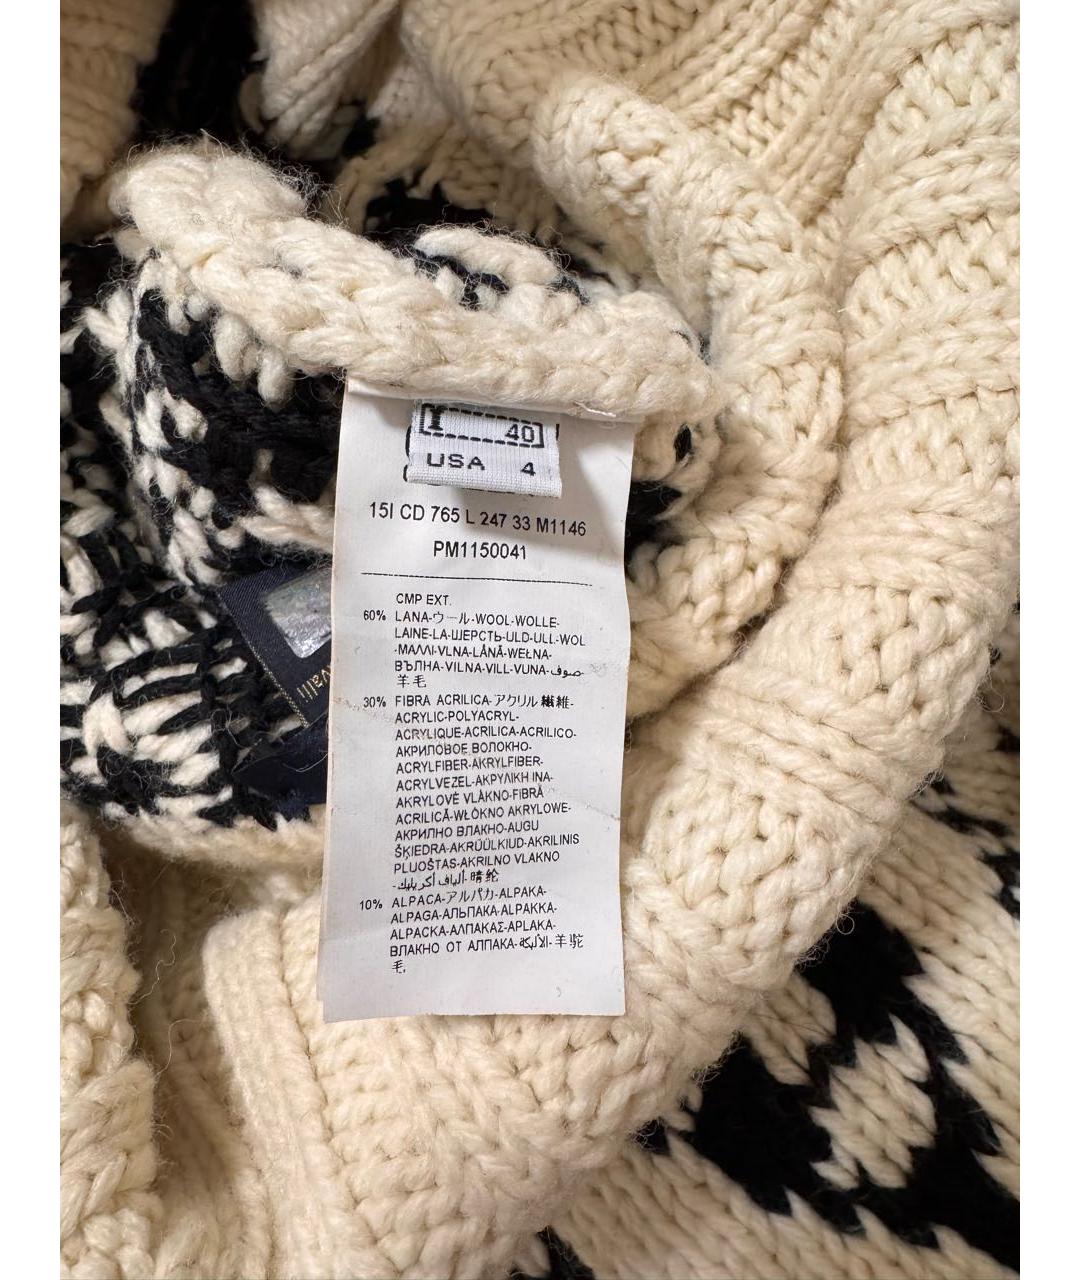 I 40
USA 4
15I CD 765 L 247 33 M1146
PM1150041
CMP EXT.
60% LANA-ウール-WOOL-WOLLE-
LAINE-LA-ШЕРСТЬ-ULD-ULL-WOL
-ΜΑΛΛΙ-VLNA-LÂNĂ-WEŁNA-
ВЪЛНА-VILNA-VILL-VUNA-صوف-
羊毛
30% FIBRA ACRILICA-アクリル繊維-
ACRYLIC-POLYACRYL-
ACRYLIQUE-ACRILICA-ACRILICO-
АКРИЛОВОЕ ВОЛОКНО-
ACRYLFIBER-AKRYLFIBER-
ACRYLVEZEL-ΑΚΡΥΛΙΚΗ ΙΝΑ-
AKRYLOVÉ VLÁKNO-FIBRĂ
ACRILICĂ-WŁÓKNO AKRYLOWE-
АКРИЛНО ВЛАКНО-AUGU
ŠĶIEDRA-AKRÜÜLKIUD-AKRILINIS
PLUOŠTAS-AKRILNO VLAKNO
-ألياف أكريليك-腈纶
10% ALPACA-アルパカ-ALPAKA-
ALPAGA-АЛЬПАКА-ALPAKKA-
ALPACKA-ΑΛΠΑΚΑΣ-APLAKA-
ВЛАКНО ОТ АЛПАКА-الألبكة-羊驼
毛
valli